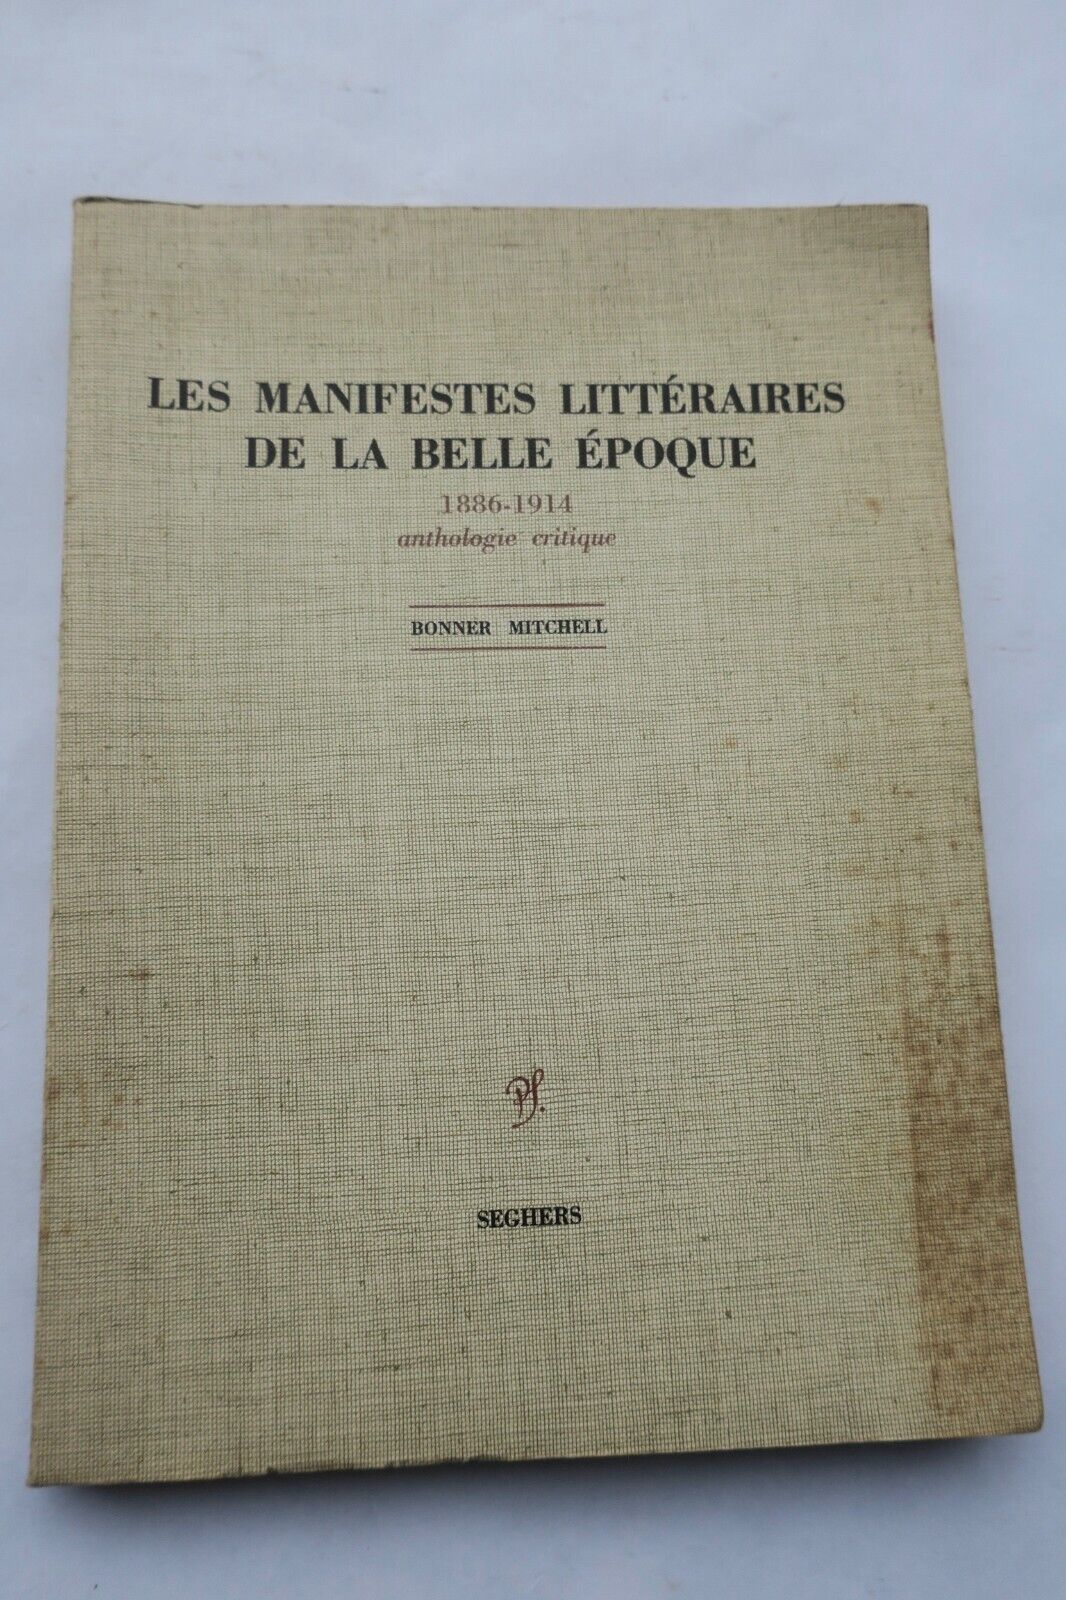 LES MANIFESTES LITTÉRAIRES
DE LA BELLE ÉPOQUE
1886-1914
anthologie critique
BONNER MITCHELL
PS.
SEGHERS